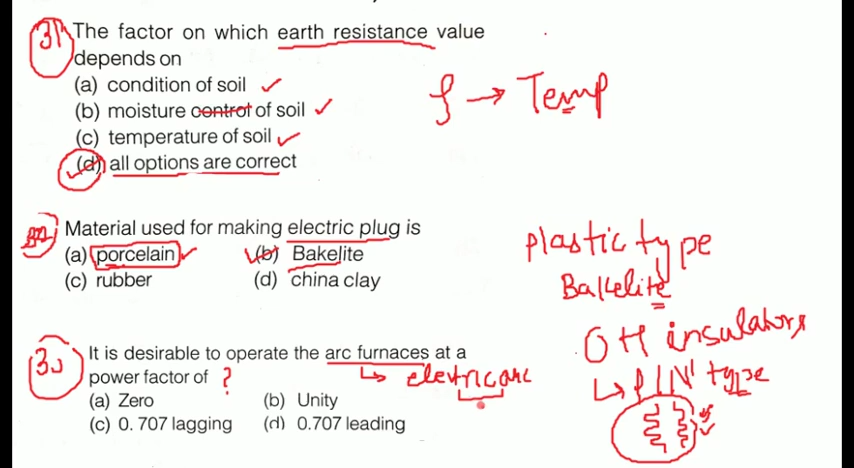 31 The factor on which earth resistance value
depends on
(a) condition of soil
(b) moisture control of soil
(c) temperature of soil
(d) all options are correct
ρ → Temp
Material used for making electric plug is
(a) porcelain (b) Bakelite
(c) rubber (d) china clay
Plastic type
Bakelite
OH insulators
↳ PIN type
It is desirable to operate the arc furnaces at a
power factor of ?
↳ electric arc
(a) Zero (b) Unity
(c) 0. 707 lagging (d) 0.707 leading